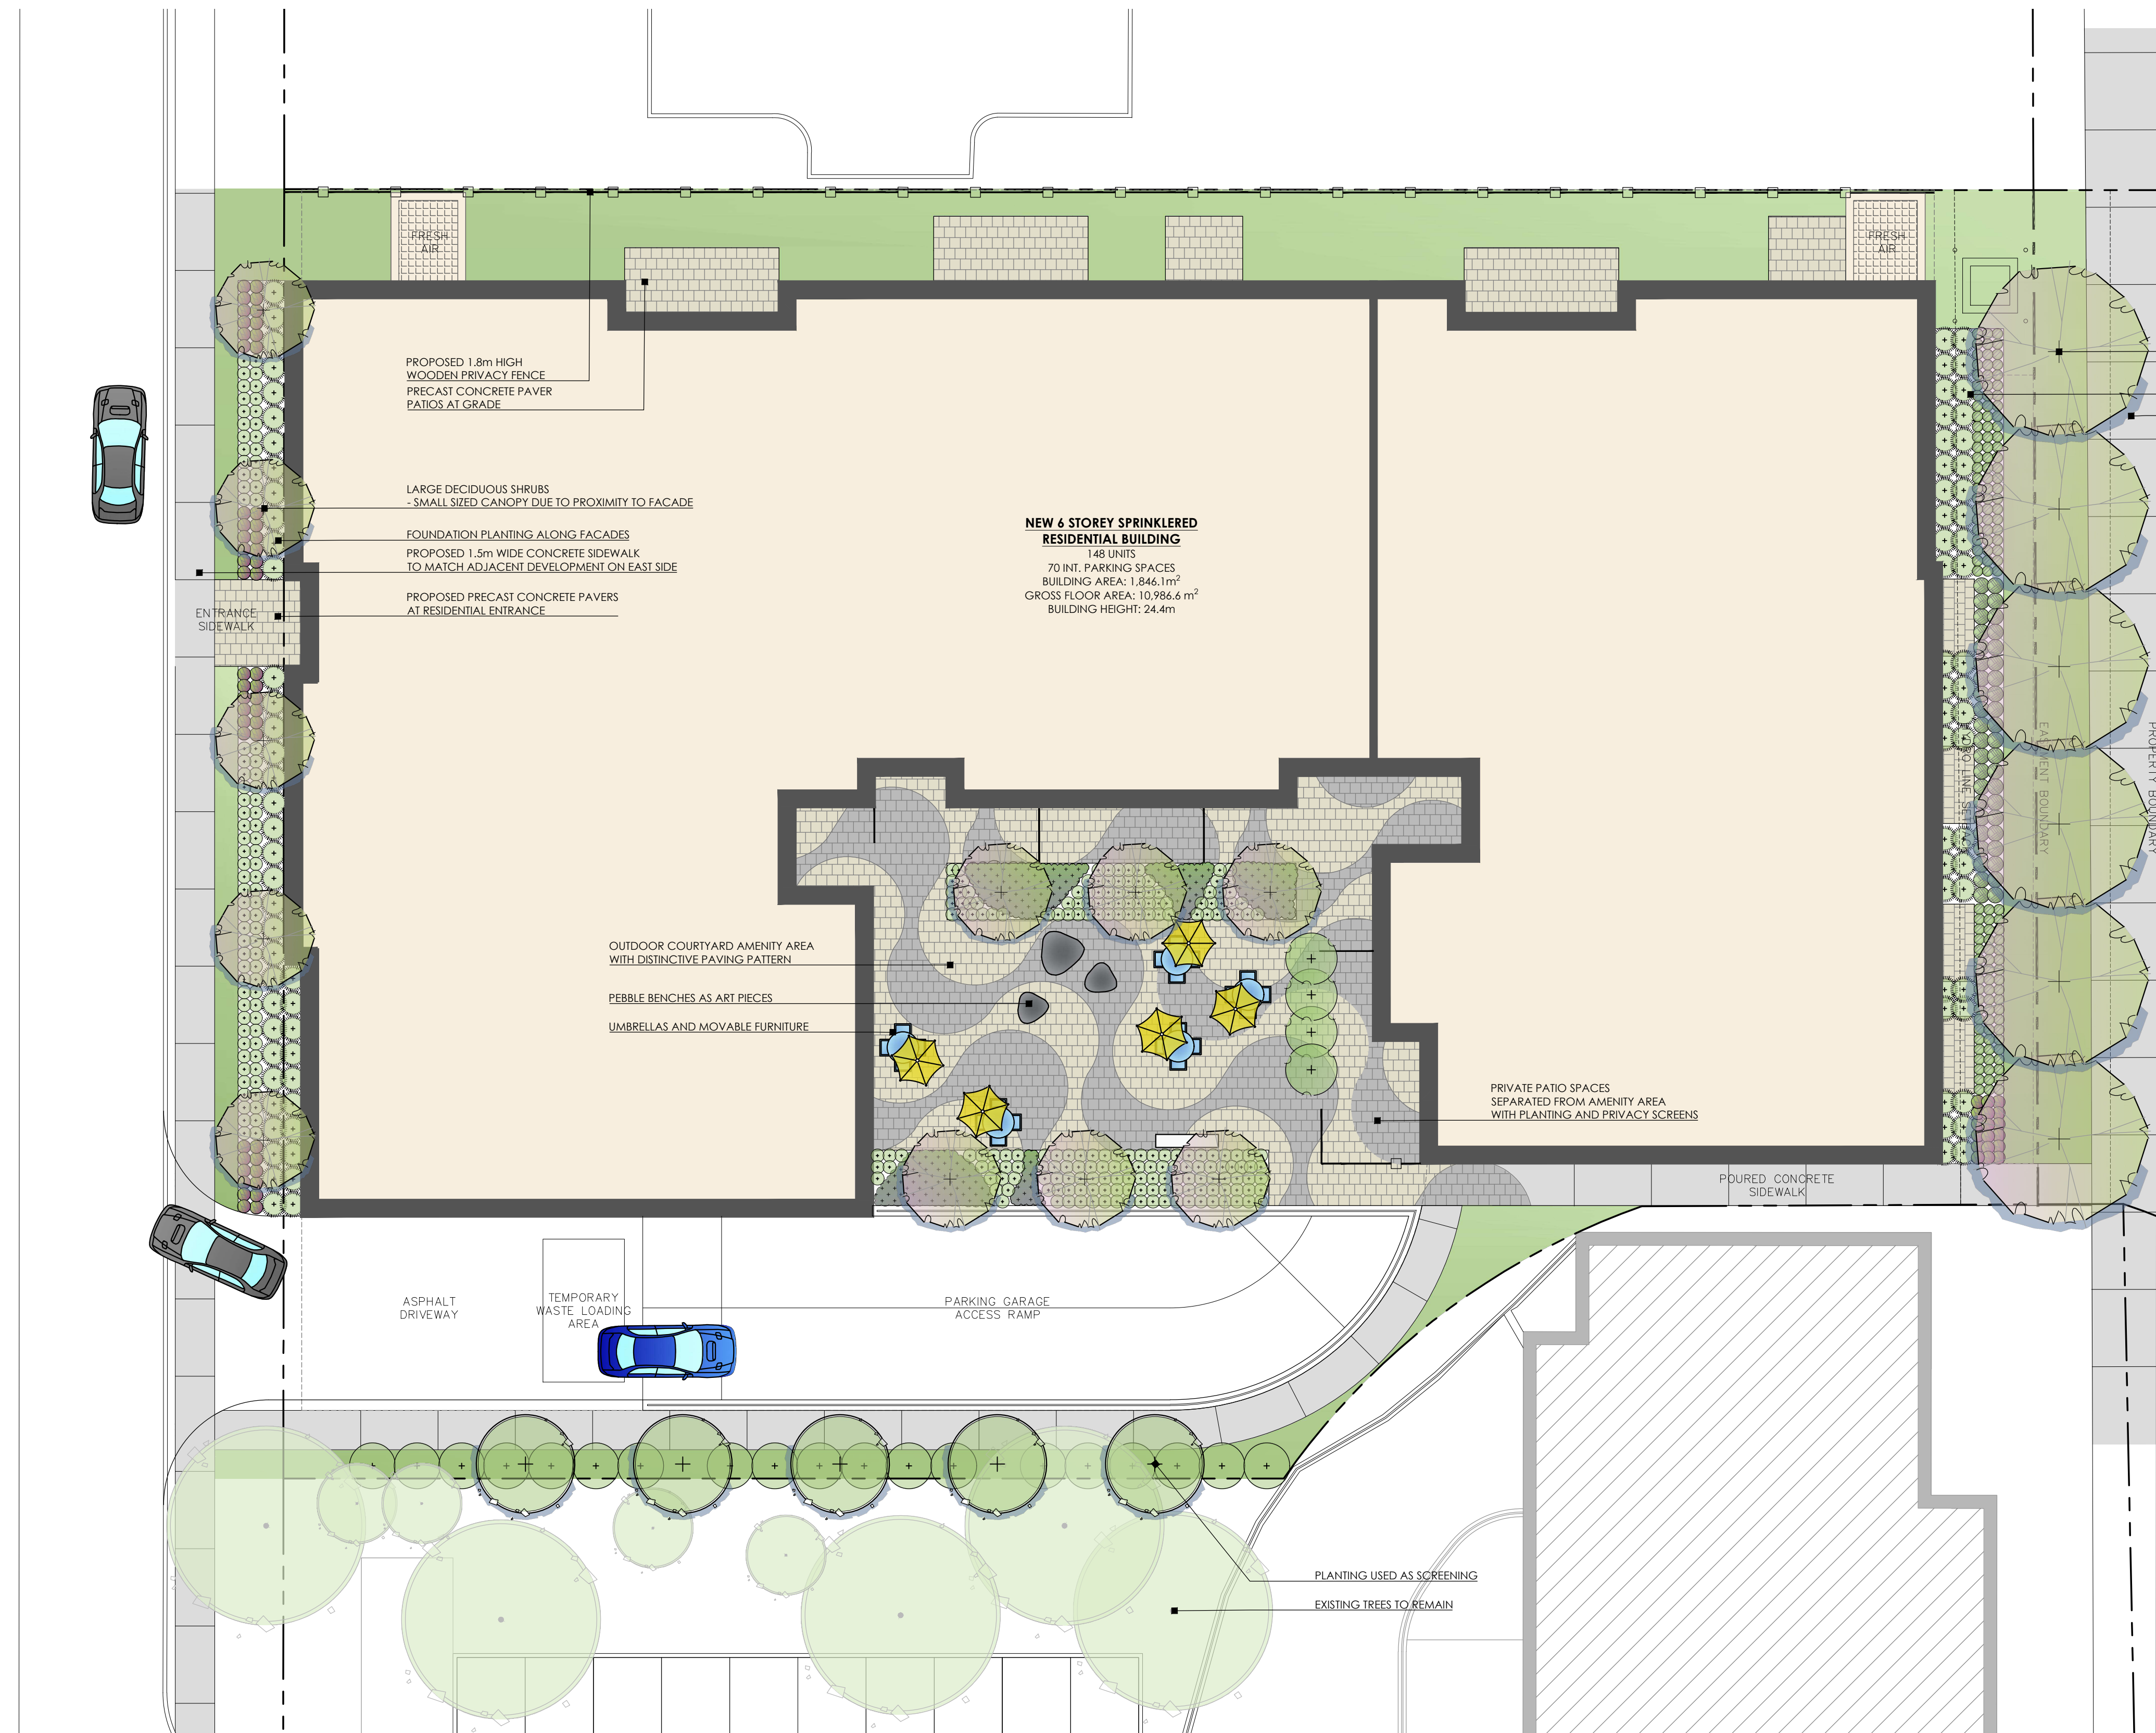 FRESH
AIR
FRESH
AIR
PROPOSED 1.8m HIGH
WOODEN PRIVACY FENCE
PRECAST CONCRETE PAVER
PATIOS AT GRADE
LARGE DECIDUOUS SHRUBS
- SMALL SIZED CANOPY DUE TO PROXIMITY TO FACADE
FOUNDATION PLANTING ALONG FACADES
PROPOSED 1.5m WIDE CONCRETE SIDEWALK
TO MATCH ADJACENT DEVELOPMENT ON EAST SIDE
PROPOSED PRECAST CONCRETE PAVERS
AT RESIDENTIAL ENTRANCE
ENTRANCE
SIDEWALK
NEW 6 STOREY SPRINKLERED
RESIDENTIAL BUILDING
148 UNITS
70 INT. PARKING SPACES
BUILDING AREA: 1,846.1m²
GROSS FLOOR AREA: 10,986.6 m²
BUILDING HEIGHT: 24.4m
HYDRO LINE SETBACK
EASEMENT BOUNDARY
PROPERTY BOUNDARY
OUTDOOR COURTYARD AMENITY AREA
WITH DISTINCTIVE PAVING PATTERN
PEBBLE BENCHES AS ART PIECES
UMBRELLAS AND MOVABLE FURNITURE
PRIVATE PATIO SPACES
SEPARATED FROM AMENITY AREA
WITH PLANTING AND PRIVACY SCREENS
POURED CONCRETE
SIDEWALK
ASPHALT
DRIVEWAY
TEMPORARY
WASTE LOADING
AREA
PARKING GARAGE
ACCESS RAMP
PLANTING USED AS SCREENING
EXISTING TREES TO REMAIN